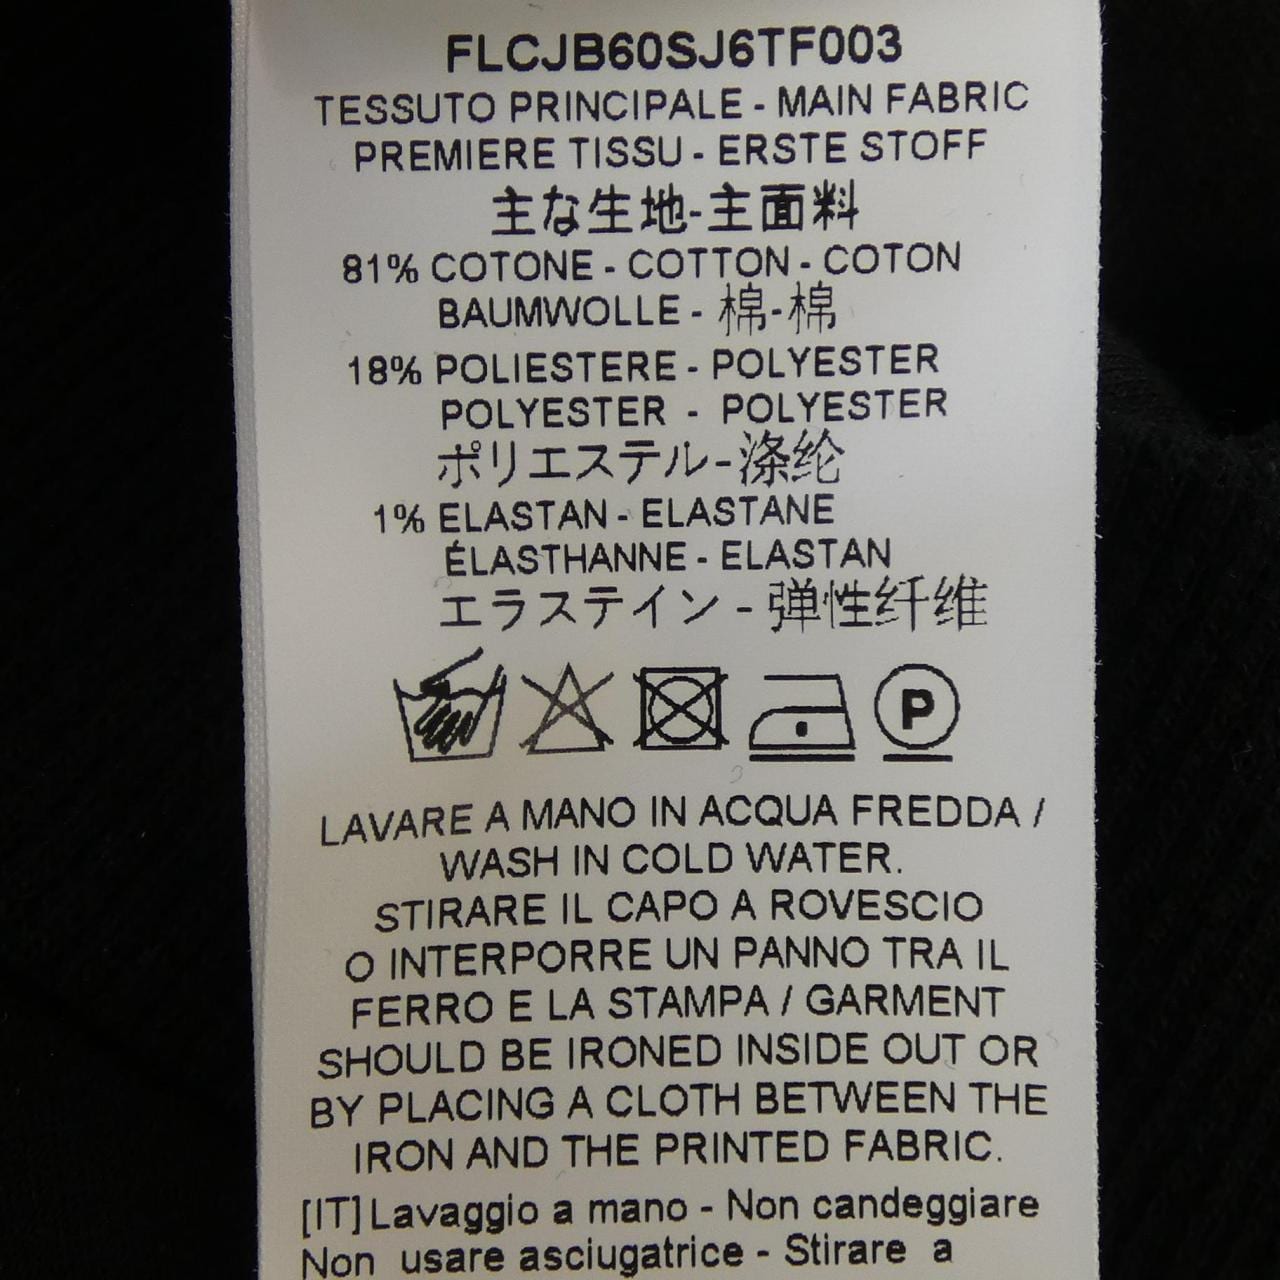 FLCJB60SJ6TF003
TESSUTO PRINCIPALE - MAIN FABRIC
PREMIERE TISSU - ERSTE STOFF
主な生地-主面料
81% COTONE - COTTON - COTON
BAUMWOLLE - 棉-棉
18% POLIESTERE - POLYESTER
POLYESTER - POLYESTER
ポリエステル-涤纶
1% ELASTAN - ELASTANE
ÉLASTHANNE - ELASTAN
エラステイン - 弹性纤维
P
LAVARE A MANO IN ACQUA FREDDA /
WASH IN COLD WATER.
STIRARE IL CAPO A ROVESCIO
O INTERPORRE UN PANNO TRA IL
FERRO E LA STAMPA / GARMENT
SHOULD BE IRONED INSIDE OUT OR
BY PLACING A CLOTH BETWEEN THE
IRON AND THE PRINTED FABRIC.
[IT] Lavaggio a mano - Non candeggiare
Non usare asciugatrice - Stirare a